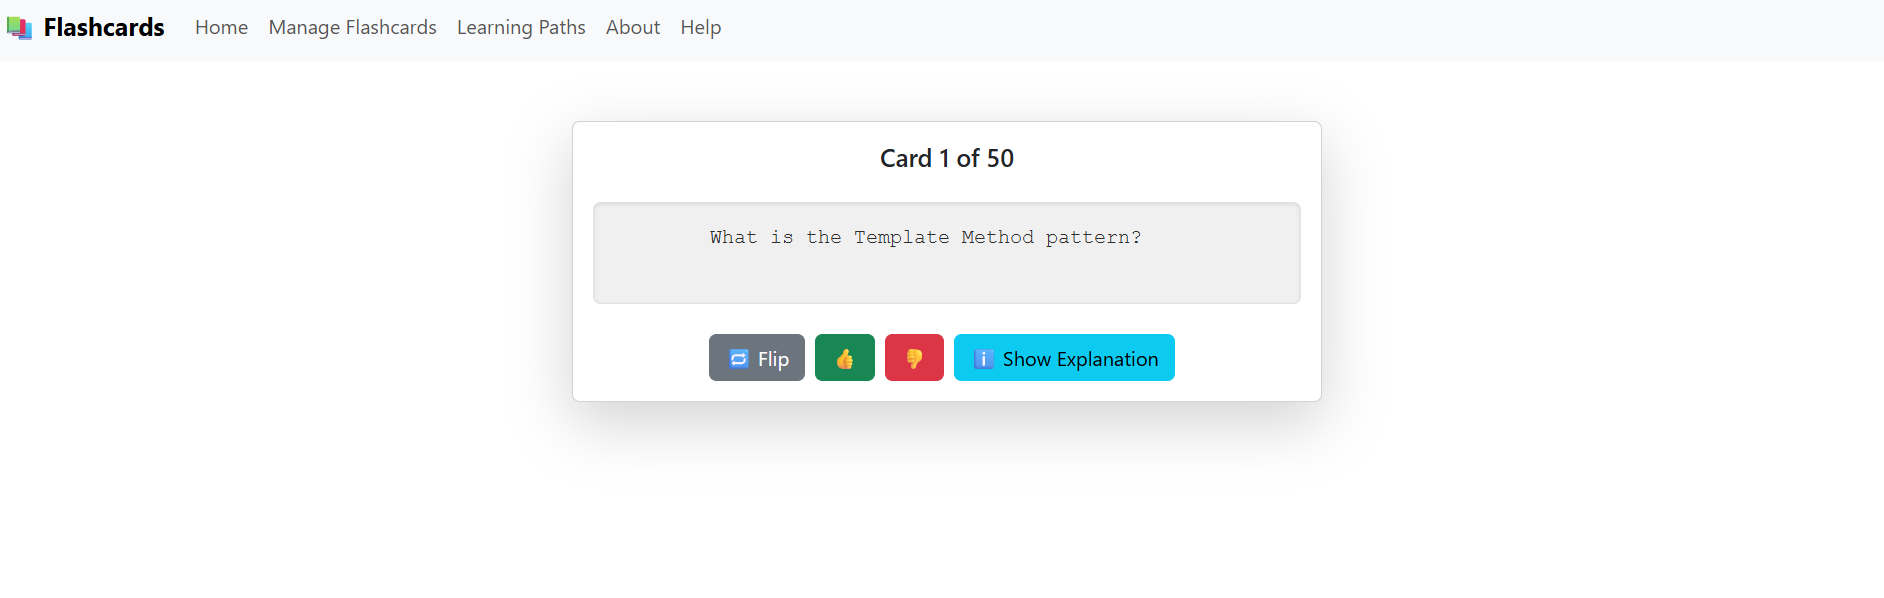 Flashcards Home Manage Flashcards Learning Paths About Help
Card 1 of 50
What is the Template Method pattern?
Flip Show Explanation